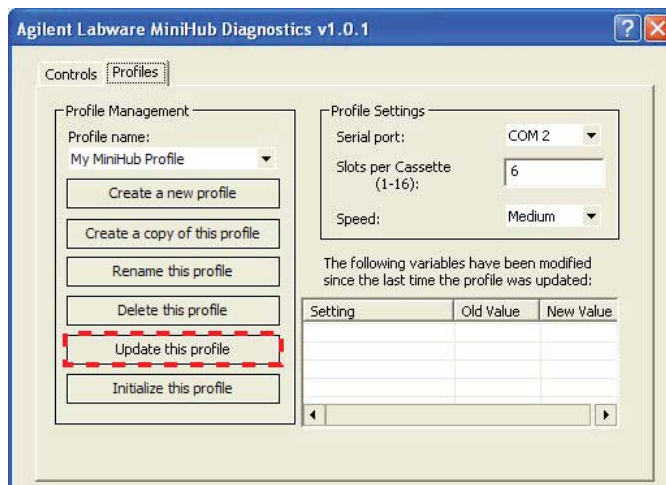 Agilent Labware MiniHub Diagnostics v1.0.1
Controls
Profiles
Profile Management
Profile name:
My MiniHub Profile
Create a new profile
Create a copy of this profile
Rename this profile
Delete this profile
Update this profile
Initialize this profile
Profile Settings
Serial port:
COM 2
Slots per Cassette
(1-16):
6
Speed:
Medium
The following variables have been modified
since the last time the profile was updated:
Setting
Old Value
New Value